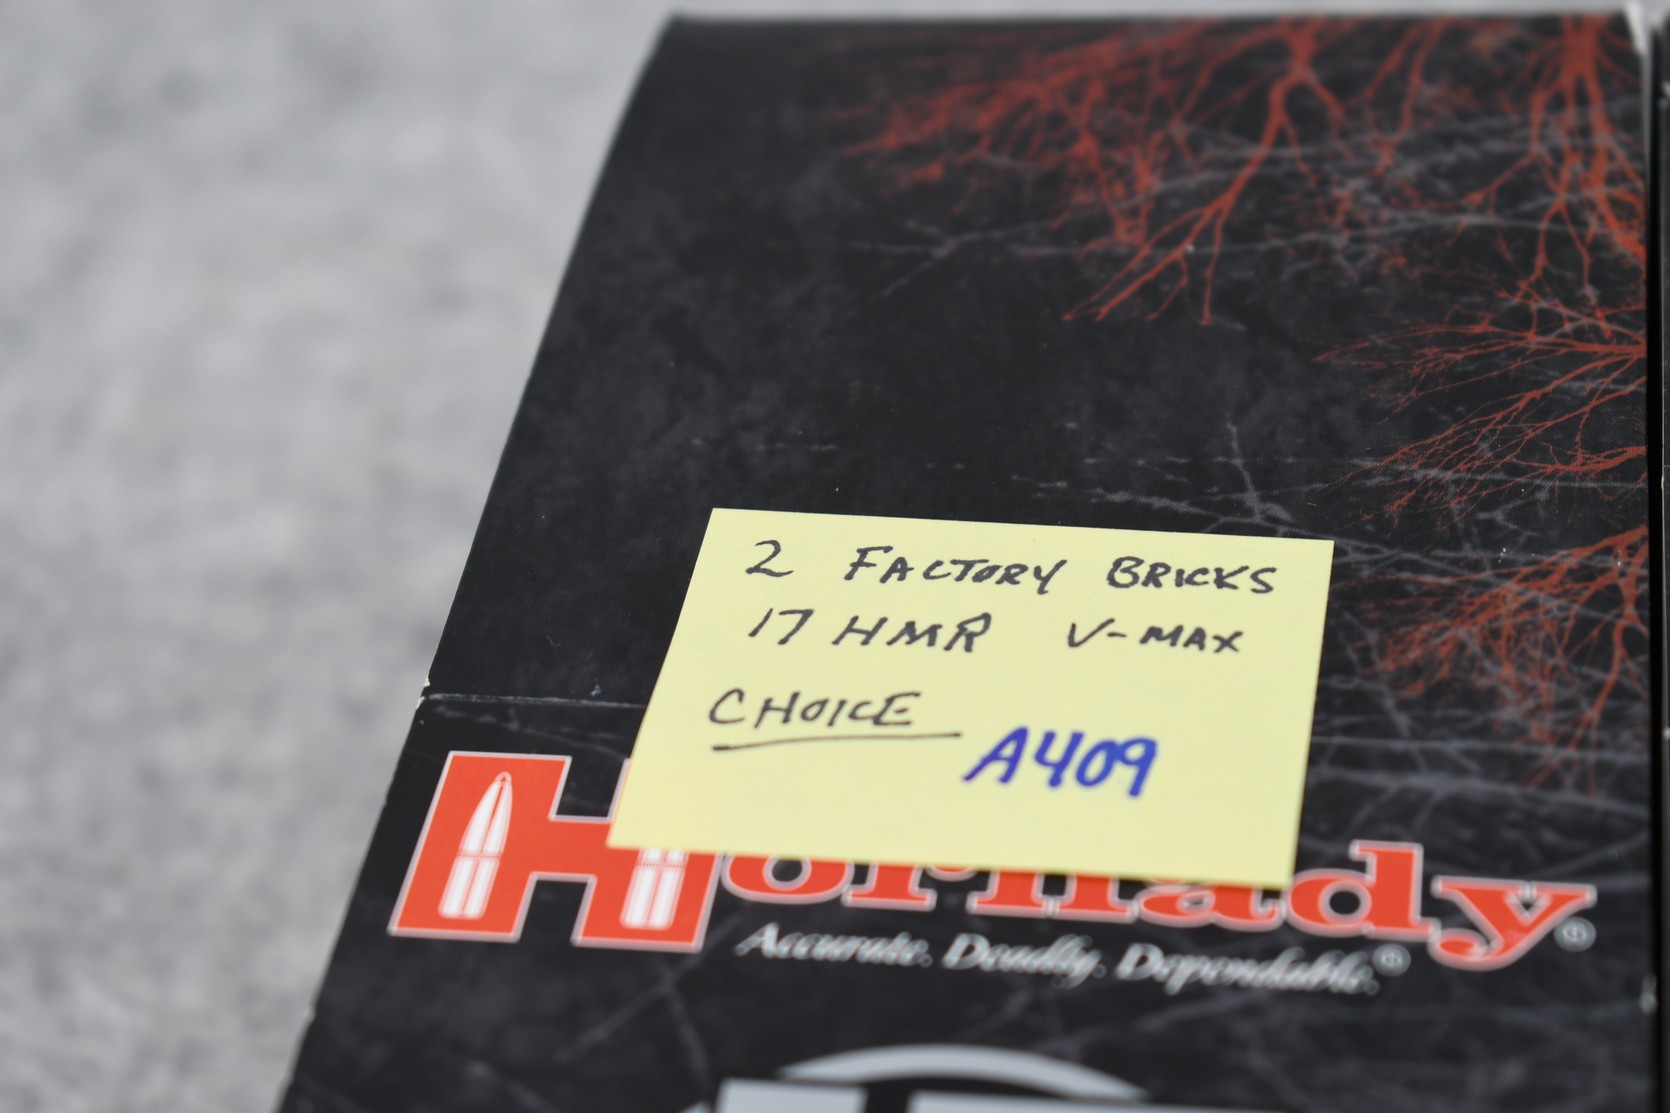 2 FACTORY BRICKS
17 HMR V-MAX
CHOICE
A409
Hornady®
Accurate. Deadly. Dependable.®